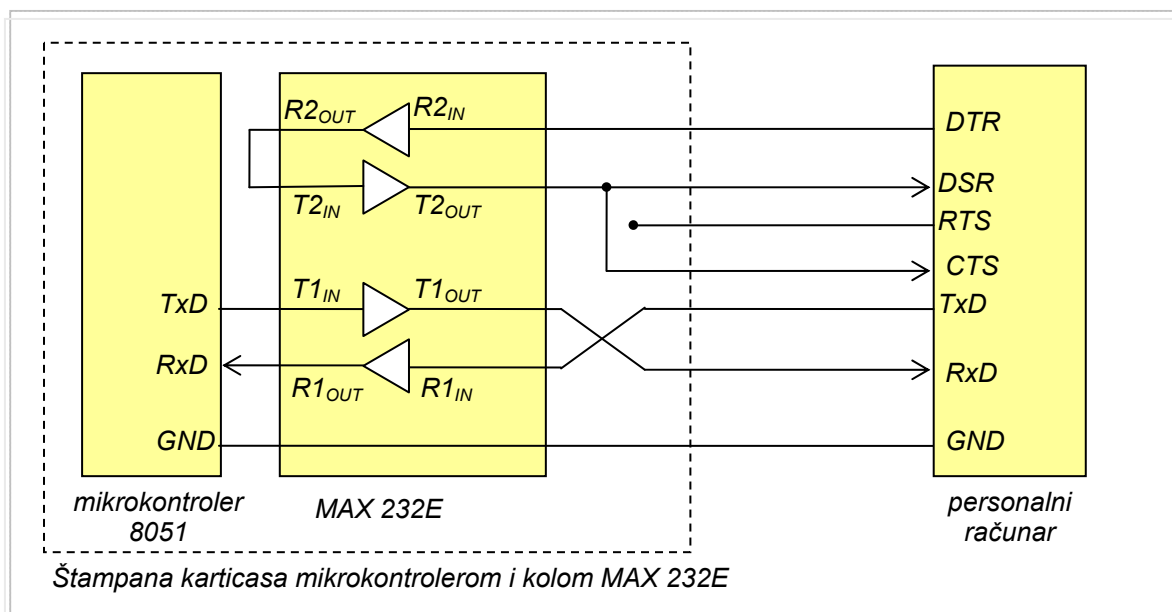 R2OUT R2IN DTR
T2IN T2OUT DSR
RTS
CTS
TxD T1IN T1OUT TxD
RxD R1OUT R1IN RxD
GND GND
mikrokontroler
8051
MAX 232E
personalni
računar
Štampana karticasa mikrokontrolerom i kolom MAX 232E